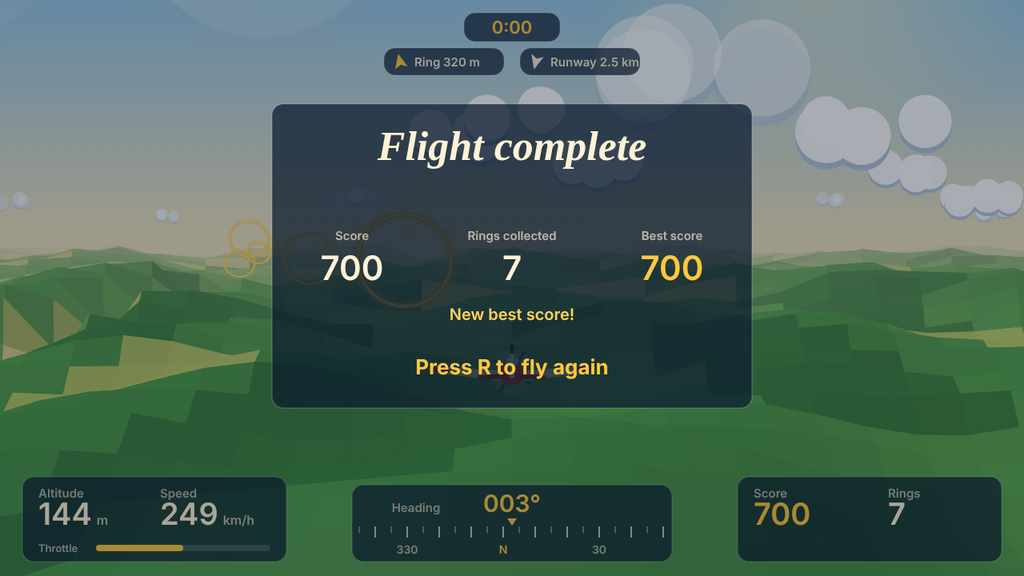 0:00
Ring 320 m
Runway 2.5 km
Flight complete
Score
Rings collected
Best score
700
7
700
New best score!
Press R to fly again
Altitude
Speed
144 m
249 km/h
Throttle
Heading
003°
330
N
30
Score
Rings
700
7